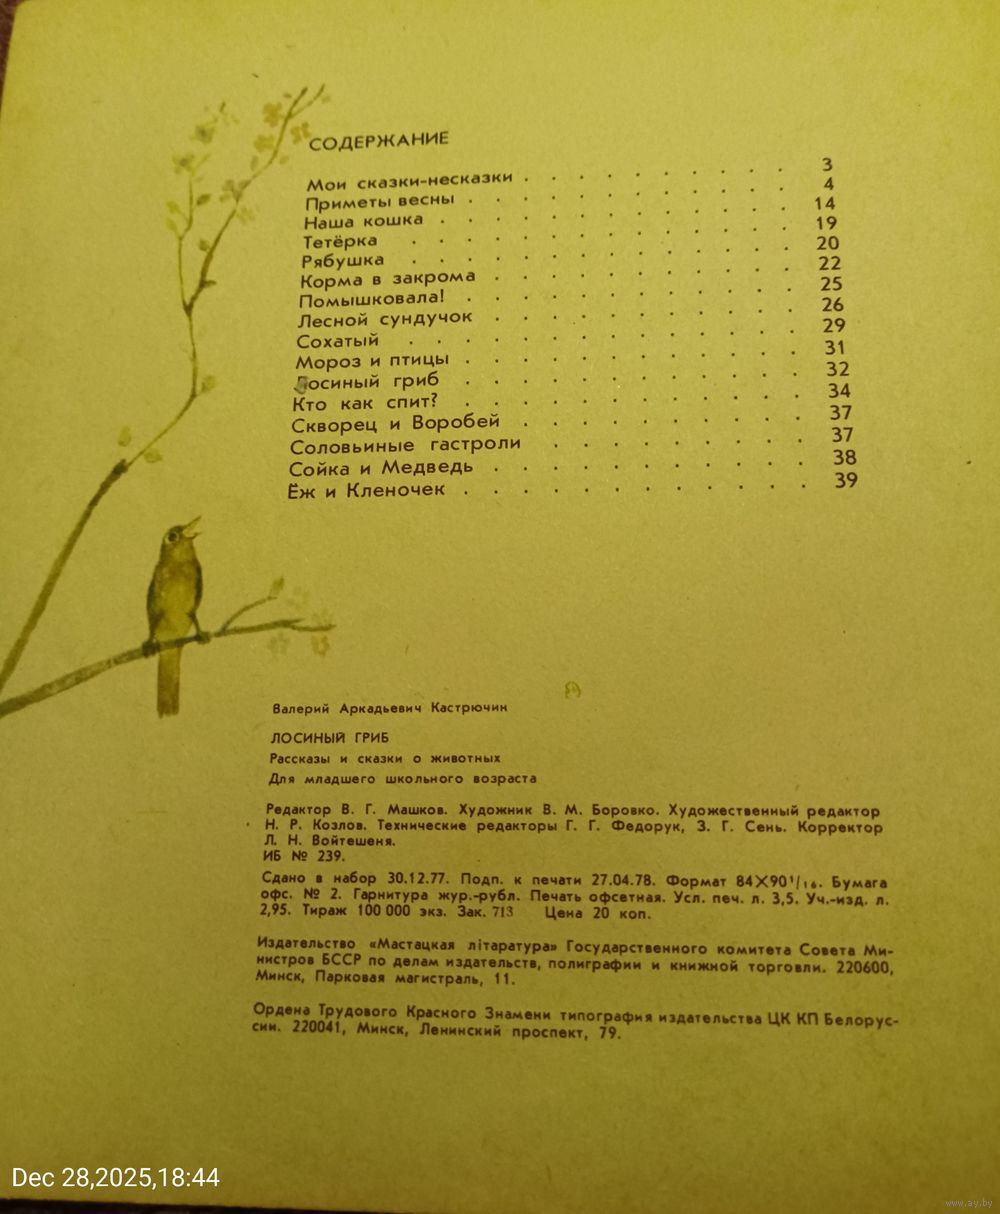 СОДЕРЖАНИЕ
Мои сказки-несказки . . . . . . . . . . 3
Приметы весны . . . . . . . . . . . . 4
Наша кошка . . . . . . . . . . . . . 14
Тетёрка . . . . . . . . . . . . . . 19
Рябушка . . . . . . . . . . . . . . 20
Корма в закрома . . . . . . . . . . . 22
Помышковала! . . . . . . . . . . . . 25
Лесной сундучок . . . . . . . . . . . 26
Сохатый . . . . . . . . . . . . . . 29
Мороз и птицы . . . . . . . . . . . . 31
Лосиный гриб . . . . . . . . . . . . 32
Кто как спит? . . . . . . . . . . . . 34
Скворец и Воробей . . . . . . . . . . 37
Соловьиные гастроли . . . . . . . . . 37
Сойка и Медведь . . . . . . . . . . . 38
Ёж и Кленочек . . . . . . . . . . . . 39
Валерий Аркадьевич Кастрючин
ЛОСИНЫЙ ГРИБ
Рассказы и сказки о животных
Для младшего школьного возраста
Редактор В. Г. Машков. Художник В. М. Боровко. Художественный редактор
Н. Р. Козлов. Технические редакторы Г. Г. Федорук, З. Г. Сень. Корректор
Л. Н. Войтешеня.
ИБ № 239.
Сдано в набор 30.12.77. Подп. к печати 27.04.78. Формат 84X90¹/₁₆. Бумага
офс. № 2. Гарнитура жур.-рубл. Печать офсетная. Усл. печ. л. 3,5. Уч.-изд. л.
2,95. Тираж 100 000 экз. Зак. 713 Цена 20 коп.
Издательство «Мастацкая літаратура» Государственного комитета Совета Ми-
нистров БССР по делам издательств, полиграфии и книжной торговли. 220600,
Минск, Парковая магистраль, 11.
Ордена Трудового Красного Знамени типография издательства ЦК КП Белорус-
сии. 220041, Минск, Ленинский проспект, 79.
Dec 28,2025,18:44
www.ay.by